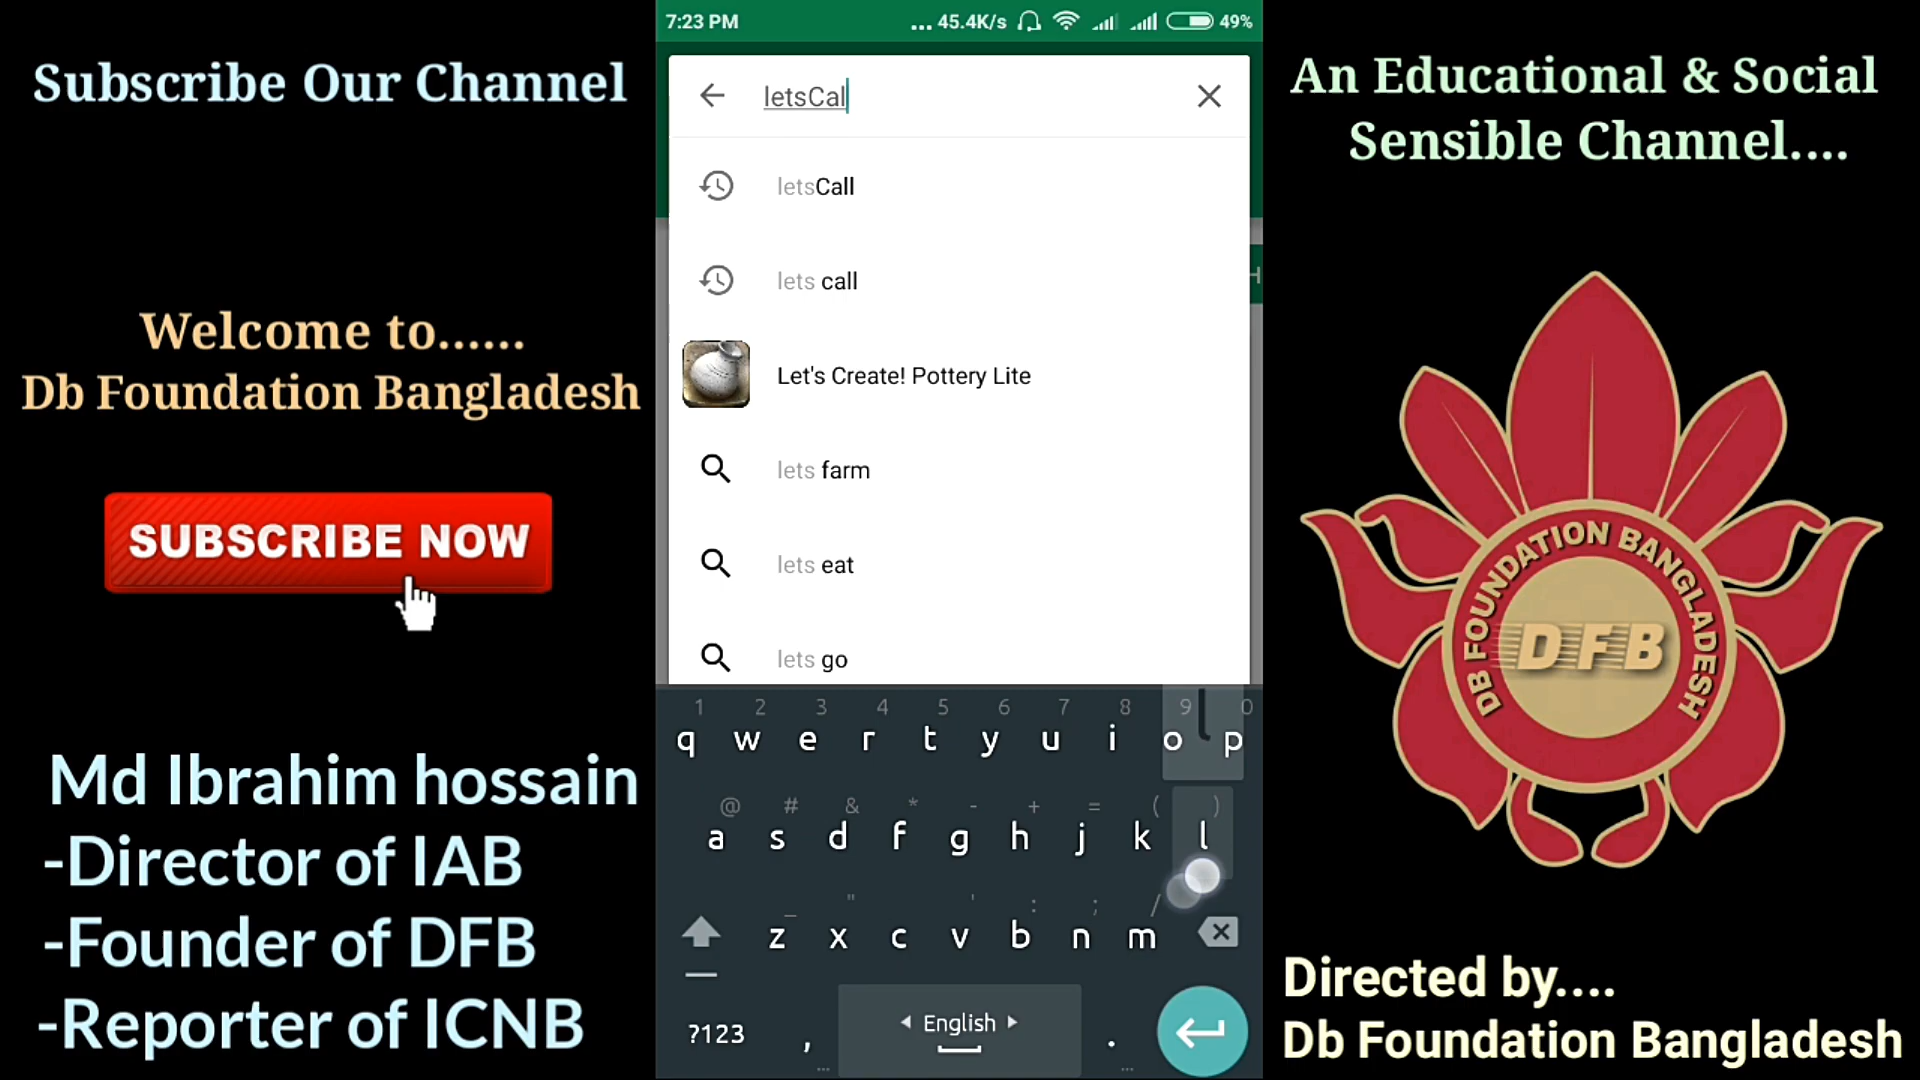 Subscribe Our Channel
Welcome to......
Db Foundation Bangladesh
SUBSCRIBE NOW
Md Ibrahim hossain
-Director of IAB
-Founder of DFB
-Reporter of ICNB
7:23 PM
... 45.4K/s 49%
letsCal
letsCall
lets call
Let's Create! Pottery Lite
lets farm
lets eat
lets go
H
1 2 3 4 5 6 7 8 9 0
q w e r t y u i o p
@ # & * - + = ( )
a s d f g h j k l
_ " ' : ; /
z x c v b n m
?123 , English .
An Educational & Social
Sensible Channel....
DB FOUNDATION BANGLADESH
DFB
Directed by....
Db Foundation Bangladesh